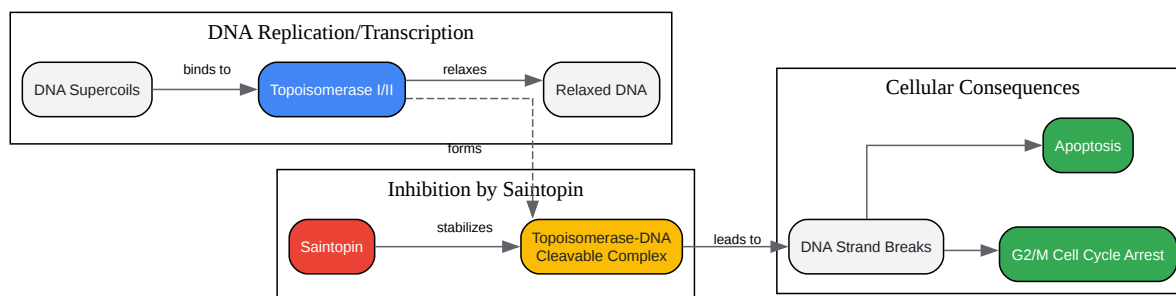 DNA Replication/Transcription
DNA Supercoils
binds to
Topoisomerase I/II
relaxes
Relaxed DNA
forms
Inhibition by Saintopin
Saintopin
stabilizes
Topoisomerase-DNA
Cleavable Complex
leads to
Cellular Consequences
DNA Strand Breaks
Apoptosis
G2/M Cell Cycle Arrest